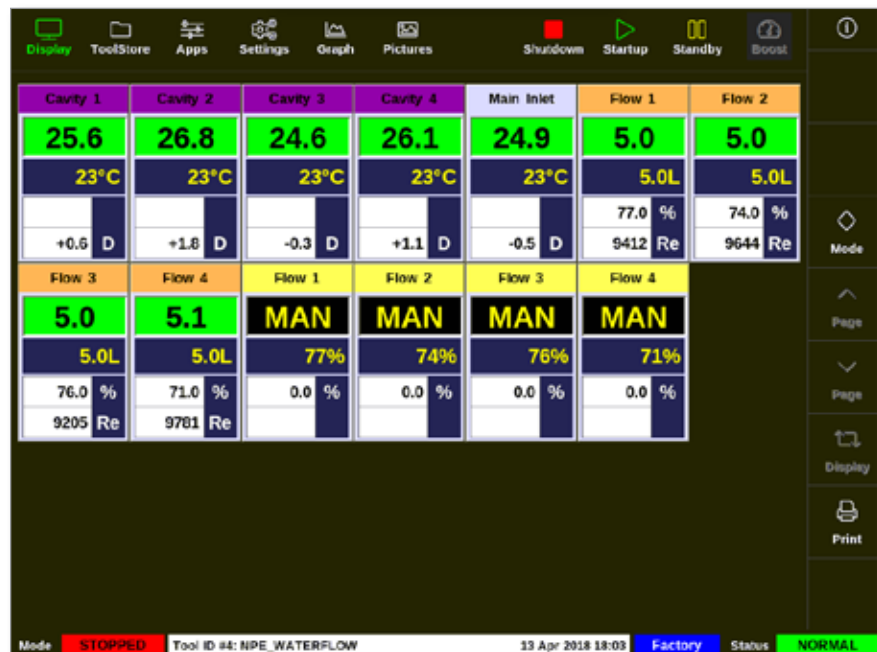 Display ToolStore Apps Settings Graph Pictures Shutdown Startup Standby Boost
Cavity 1 Cavity 2 Cavity 3 Cavity 4 Main Inlet Flow 1 Flow 2
25.6 26.8 24.6 26.1 24.9 5.0 5.0
23°C 23°C 23°C 23°C 23°C 5.0L 5.0L
77.0 % 74.0 %
+0.6 D +1.8 D -0.3 D +1.1 D -0.5 D 9412 Re 9644 Re
Mode
Flow 3 Flow 4 Flow 1 Flow 2 Flow 3 Flow 4
5.0 5.1 MAN MAN MAN MAN
Page
5.0L 5.0L 77% 74% 76% 71%
76.0 % 71.0 % 0.0 % 0.0 % 0.0 % 0.0 %
Page
9205 Re 9781 Re
Display
Print
Mode STOPPED Tool ID #4: NPE_WATERFLOW 13 Apr 2018 18:03 Factory Status NORMAL